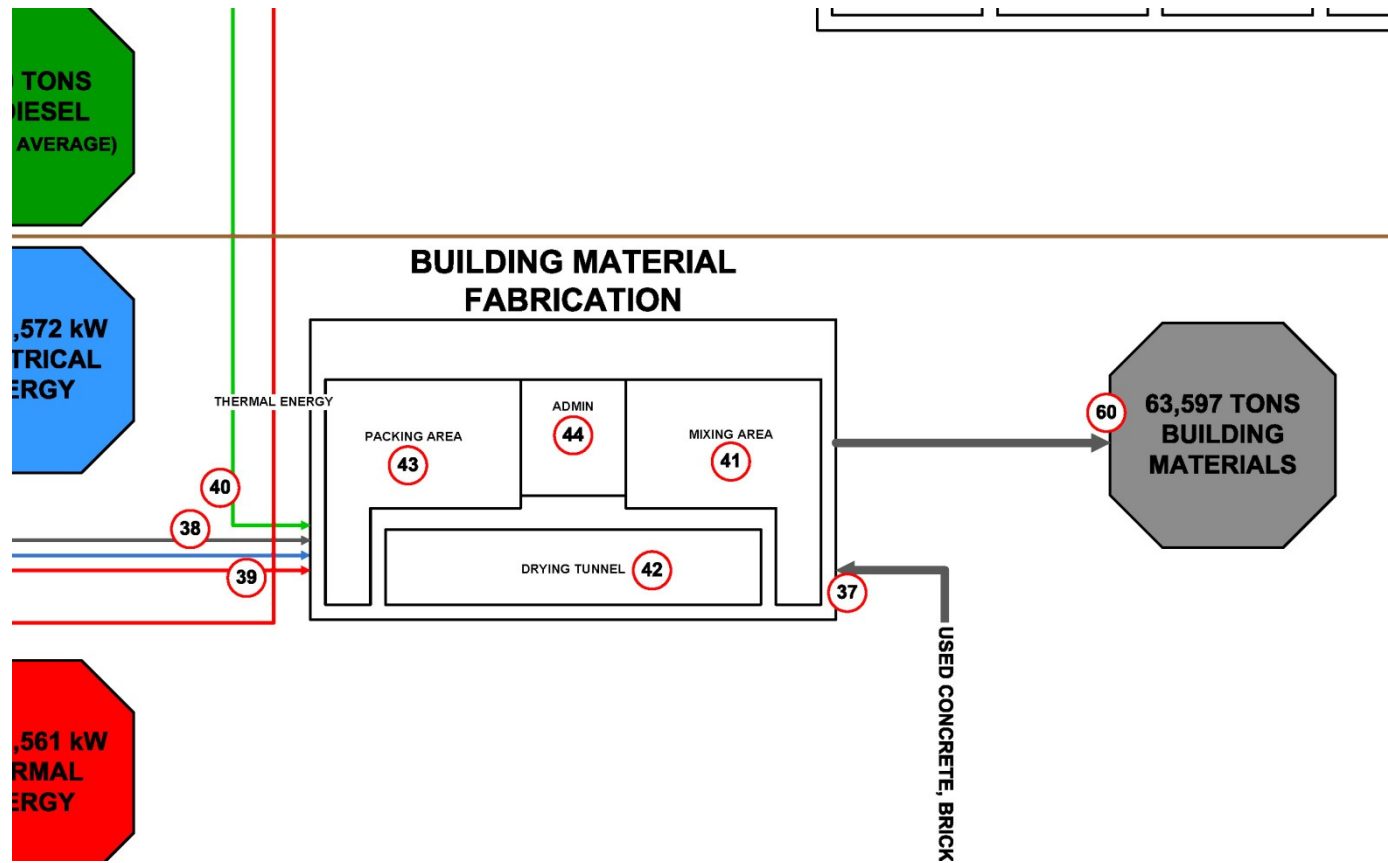 TONS
DIESEL
AVERAGE)
BUILDING MATERIAL
FABRICATION
,572 kW
TRICAL
ERGY
THERMAL ENERGY
PACKING AREA
43
ADMIN
44
MIXING AREA
41
60
63,597 TONS
BUILDING
MATERIALS
40
38
39
DRYING TUNNEL
42
37
USED CONCRETE, BRICK
,561 kW
RMAL
ERGY